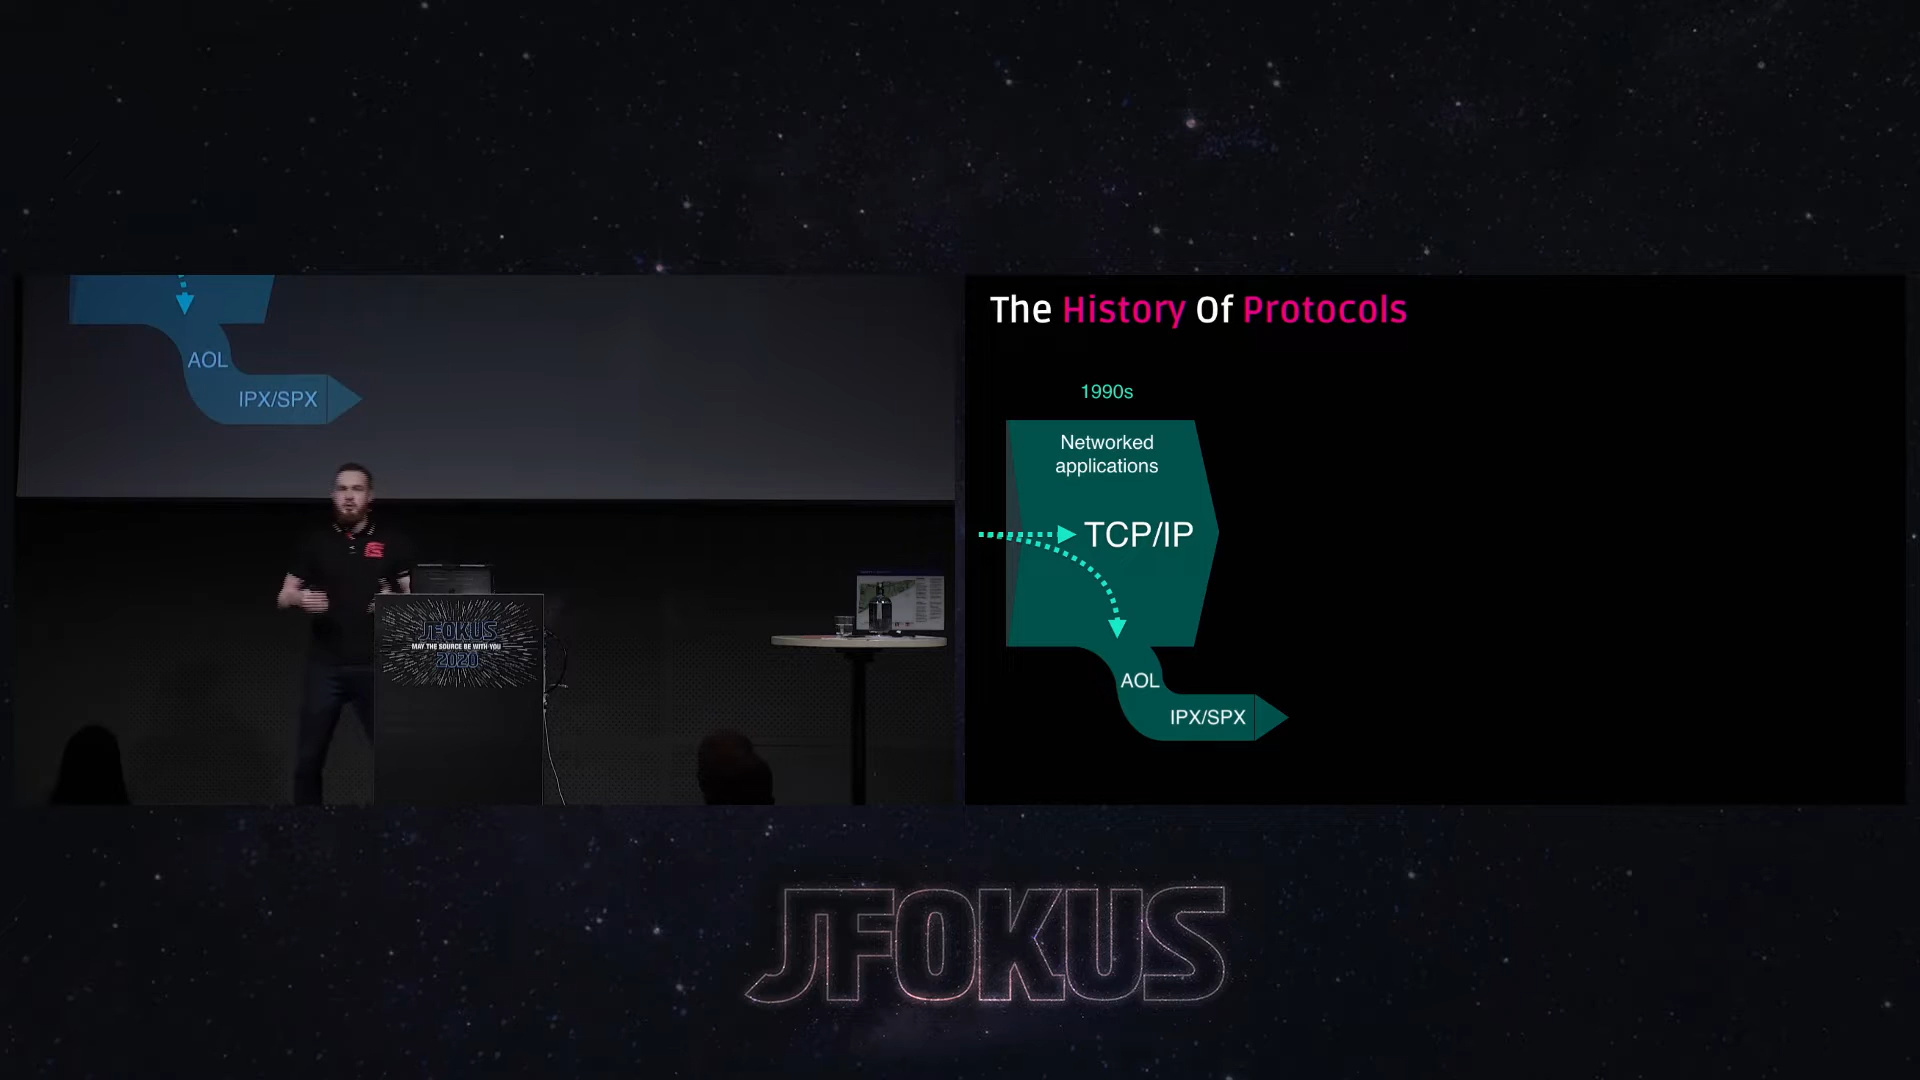 AOL
IPX/SPX
JFOKUS
MAY THE SOURCE BE WITH YOU
2020
The History Of Protocols
1990s
Networked
applications
TCP/IP
AOL
IPX/SPX
JFOKUS